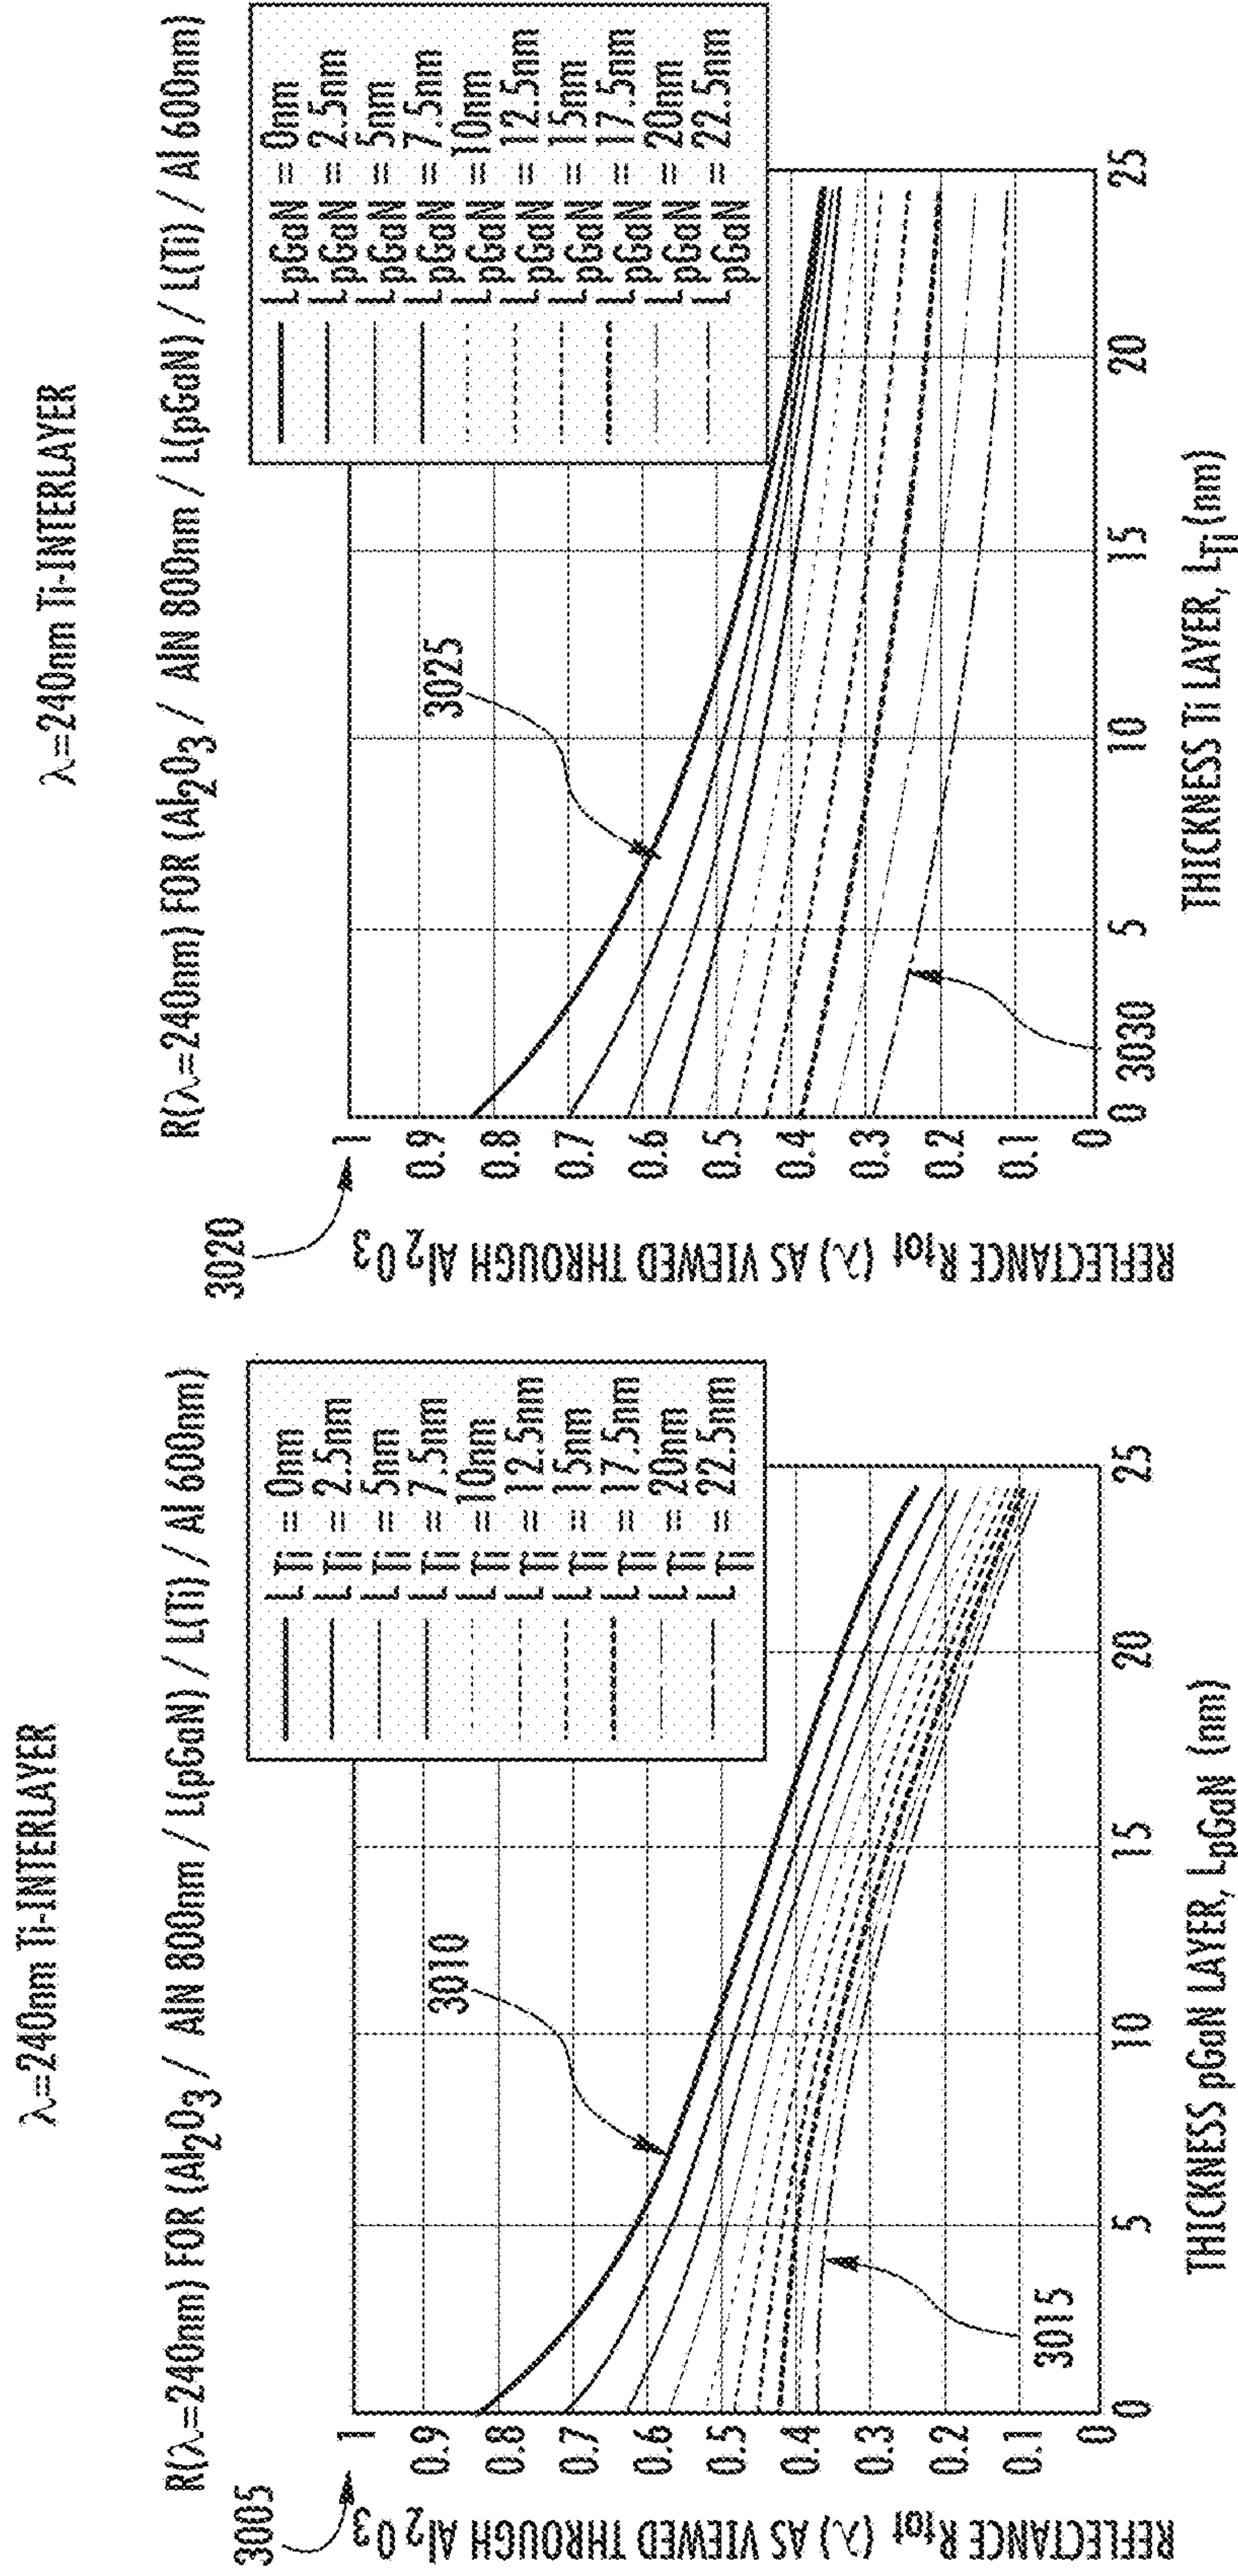 λ=240nm Ti-INTERLAYER
R(λ=240nm) FOR (Al2O3 / AlN 800nm / L(pGaN) / L(Ti) / Al 600nm)
3005
REFLECTANCE Rtot (λ) AS VIEWED THROUGH Al2O3
1
0.9
0.8
0.7
0.6
0.5
0.4
0.3
0.2
0.1
0
0
5
10
15
20
25
THICKNESS pGaN LAYER, LpGaN (nm)
3010
3015
LTi = 0nm
LTi = 2.5nm
LTi = 5nm
LTi = 7.5nm
LTi = 10nm
LTi = 12.5nm
LTi = 15nm
LTi = 17.5nm
LTi = 20nm
LTi = 22.5nm
λ=240nm Ti-INTERLAYER
R(λ=240nm) FOR (Al2O3 / AlN 800nm / L(pGaN) / L(Ti) / Al 600nm)
3020
REFLECTANCE Rtot (λ) AS VIEWED THROUGH Al2O3
1
0.9
0.8
0.7
0.6
0.5
0.4
0.3
0.2
0.1
0
0
5
10
15
20
25
THICKNESS Ti LAYER, LTi (nm)
3025
3030
LpGaN = 0nm
LpGaN = 2.5nm
LpGaN = 5nm
LpGaN = 7.5nm
LpGaN = 10nm
LpGaN = 12.5nm
LpGaN = 15nm
LpGaN = 17.5nm
LpGaN = 20nm
LpGaN = 22.5nm